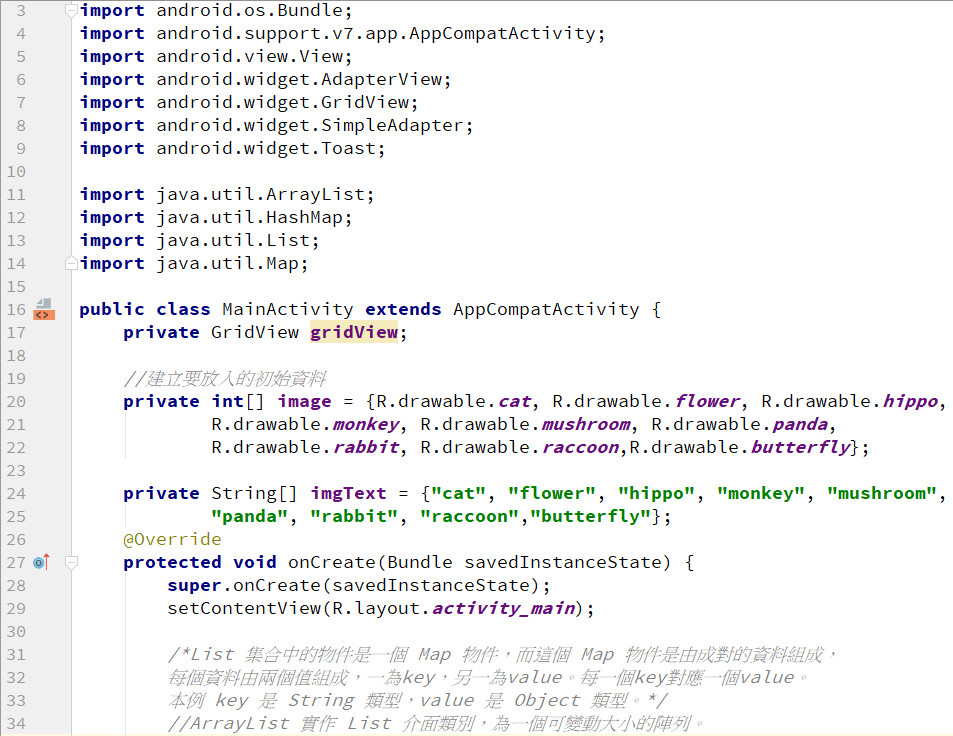 3 import android.os.Bundle;
4 import android.support.v7.app.AppCompatActivity;
5 import android.view.View;
6 import android.widget.AdapterView;
7 import android.widget.GridView;
8 import android.widget.SimpleAdapter;
9 import android.widget.Toast;
10
11 import java.util.ArrayList;
12 import java.util.HashMap;
13 import java.util.List;
14 import java.util.Map;
15
16 public class MainActivity extends AppCompatActivity {
17     private GridView gridView;
18
19     //建立要放入的初始資料
20     private int[] image = {R.drawable.cat, R.drawable.flower, R.drawable.hippo,
21             R.drawable.monkey, R.drawable.mushroom, R.drawable.panda,
22             R.drawable.rabbit, R.drawable.raccoon,R.drawable.butterfly};
23
24     private String[] imgText = {"cat", "flower", "hippo", "monkey", "mushroom",
25             "panda", "rabbit", "raccoon","butterfly"};
26     @Override
27     protected void onCreate(Bundle savedInstanceState) {
28         super.onCreate(savedInstanceState);
29         setContentView(R.layout.activity_main);
30
31         /*List 集合中的物件是一個 Map 物件，而這個 Map 物件是由成對的資料組成，
32         每個資料由兩個值組成，一為key，另一為value。每一個key對應一個value。
33         本例 key 是 String 類型，value 是 Object 類型。*/
34         //ArrayList 實作 List 介面類別，為一個可變動大小的陣列。